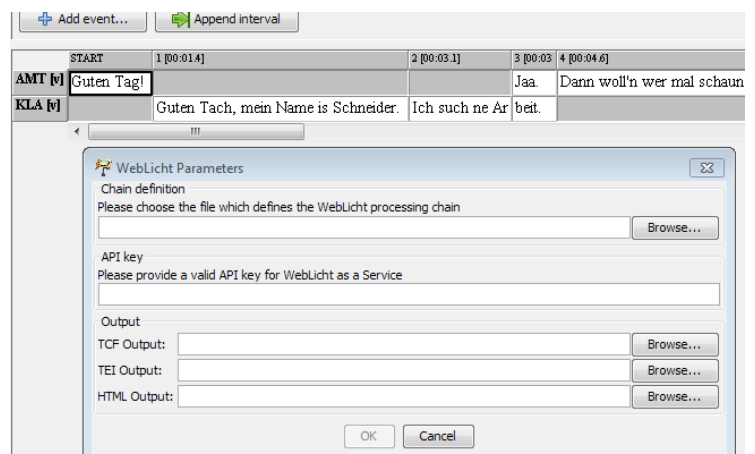 Add event... Append interval
START 1 [00:01.4] 2 [00:03.1] 3 [00:03 4 [00:04.6]
AMT [v] Guten Tag! Jaa. Dann woll'n wer mal schaun
KLA [v] Guten Tach, mein Name is Schneider. Ich such ne Ar beit.
WebLicht Parameters
Chain definition
Please choose the file which defines the WebLicht processing chain
Browse...
API key
Please provide a valid API key for WebLicht as a Service
Output
TCF Output: Browse...
TEI Output: Browse...
HTML Output: Browse...
OK Cancel